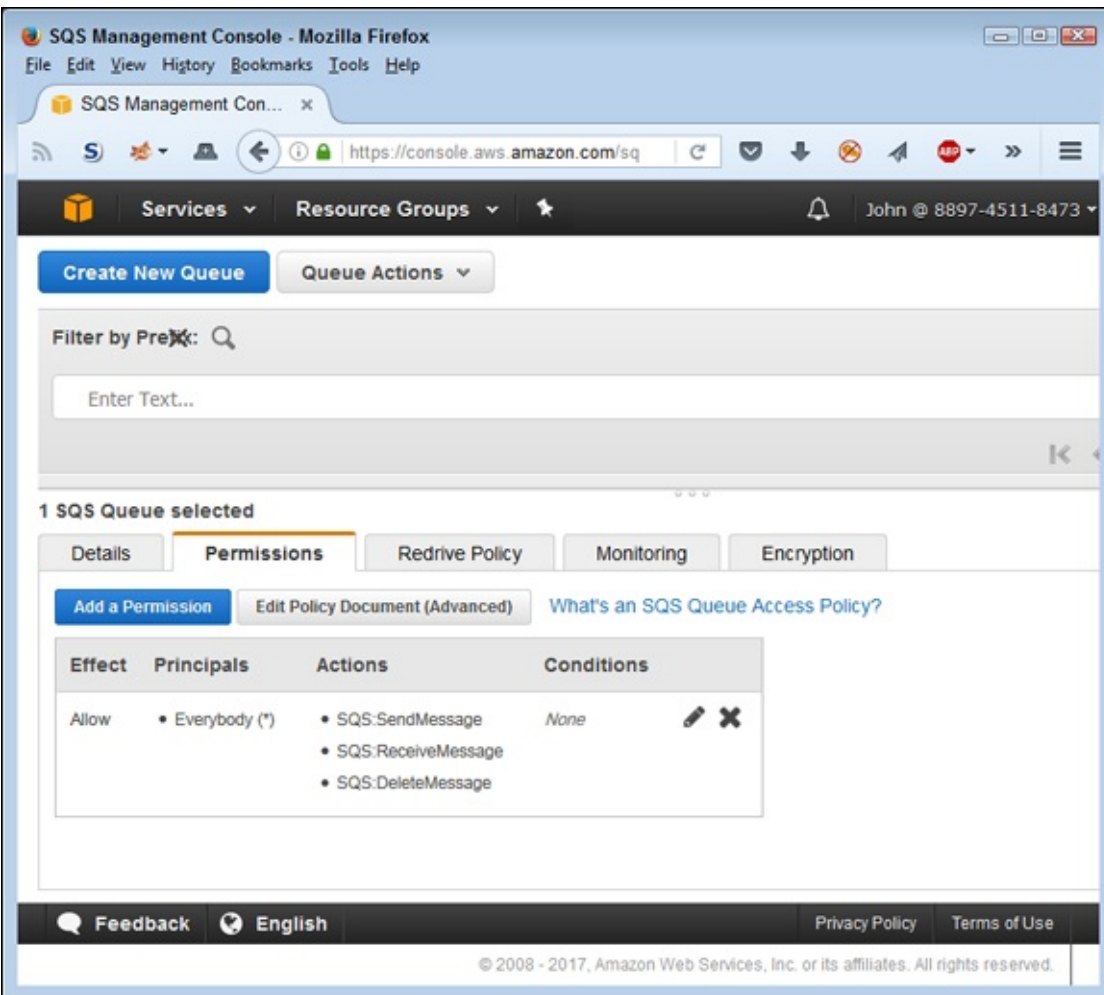 SQS Management Console - Mozilla Firefox
File Edit View History Bookmarks Tools Help
SQS Management Con... ×
S) https://console.aws.amazon.com/sq ABP »
Services Resource Groups John @ 8897-4511-8473
Create New Queue Queue Actions
Filter by Prefix:
Enter Text...
1 SQS Queue selected
Details Permissions Redrive Policy Monitoring Encryption
Add a Permission Edit Policy Document (Advanced) What's an SQS Queue Access Policy?
Effect Principals Actions Conditions
Allow • Everybody (*) • SQS:SendMessage None
• SQS:ReceiveMessage
• SQS:DeleteMessage
Feedback English Privacy Policy Terms of Use
© 2008 - 2017, Amazon Web Services, Inc. or its affiliates. All rights reserved.